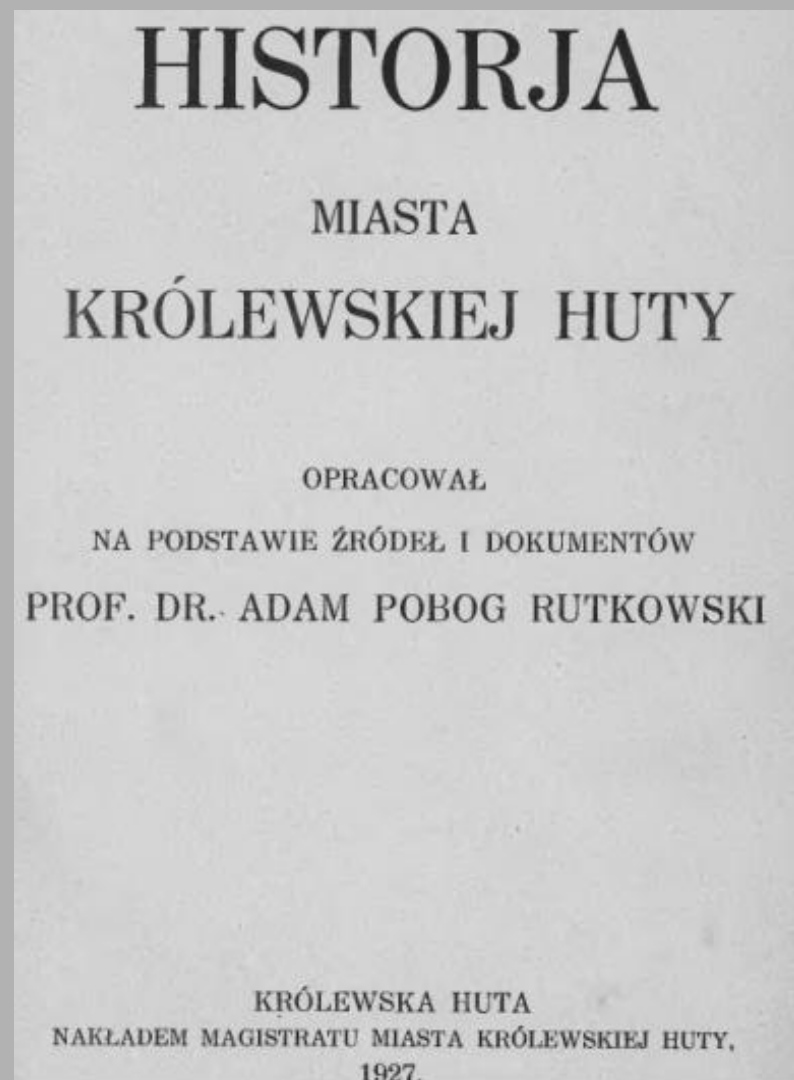 HISTORJA
MIASTA
KRÓLEWSKIEJ HUTY
OPRACOWAŁ
NA PODSTAWIE ŹRÓDEŁ I DOKUMENTÓW
PROF. DR. ADAM POBOG RUTKOWSKI
KRÓLEWSKA HUTA
NAKŁADEM MAGISTRATU MIASTA KRÓLEWSKIEJ HUTY.
1927.